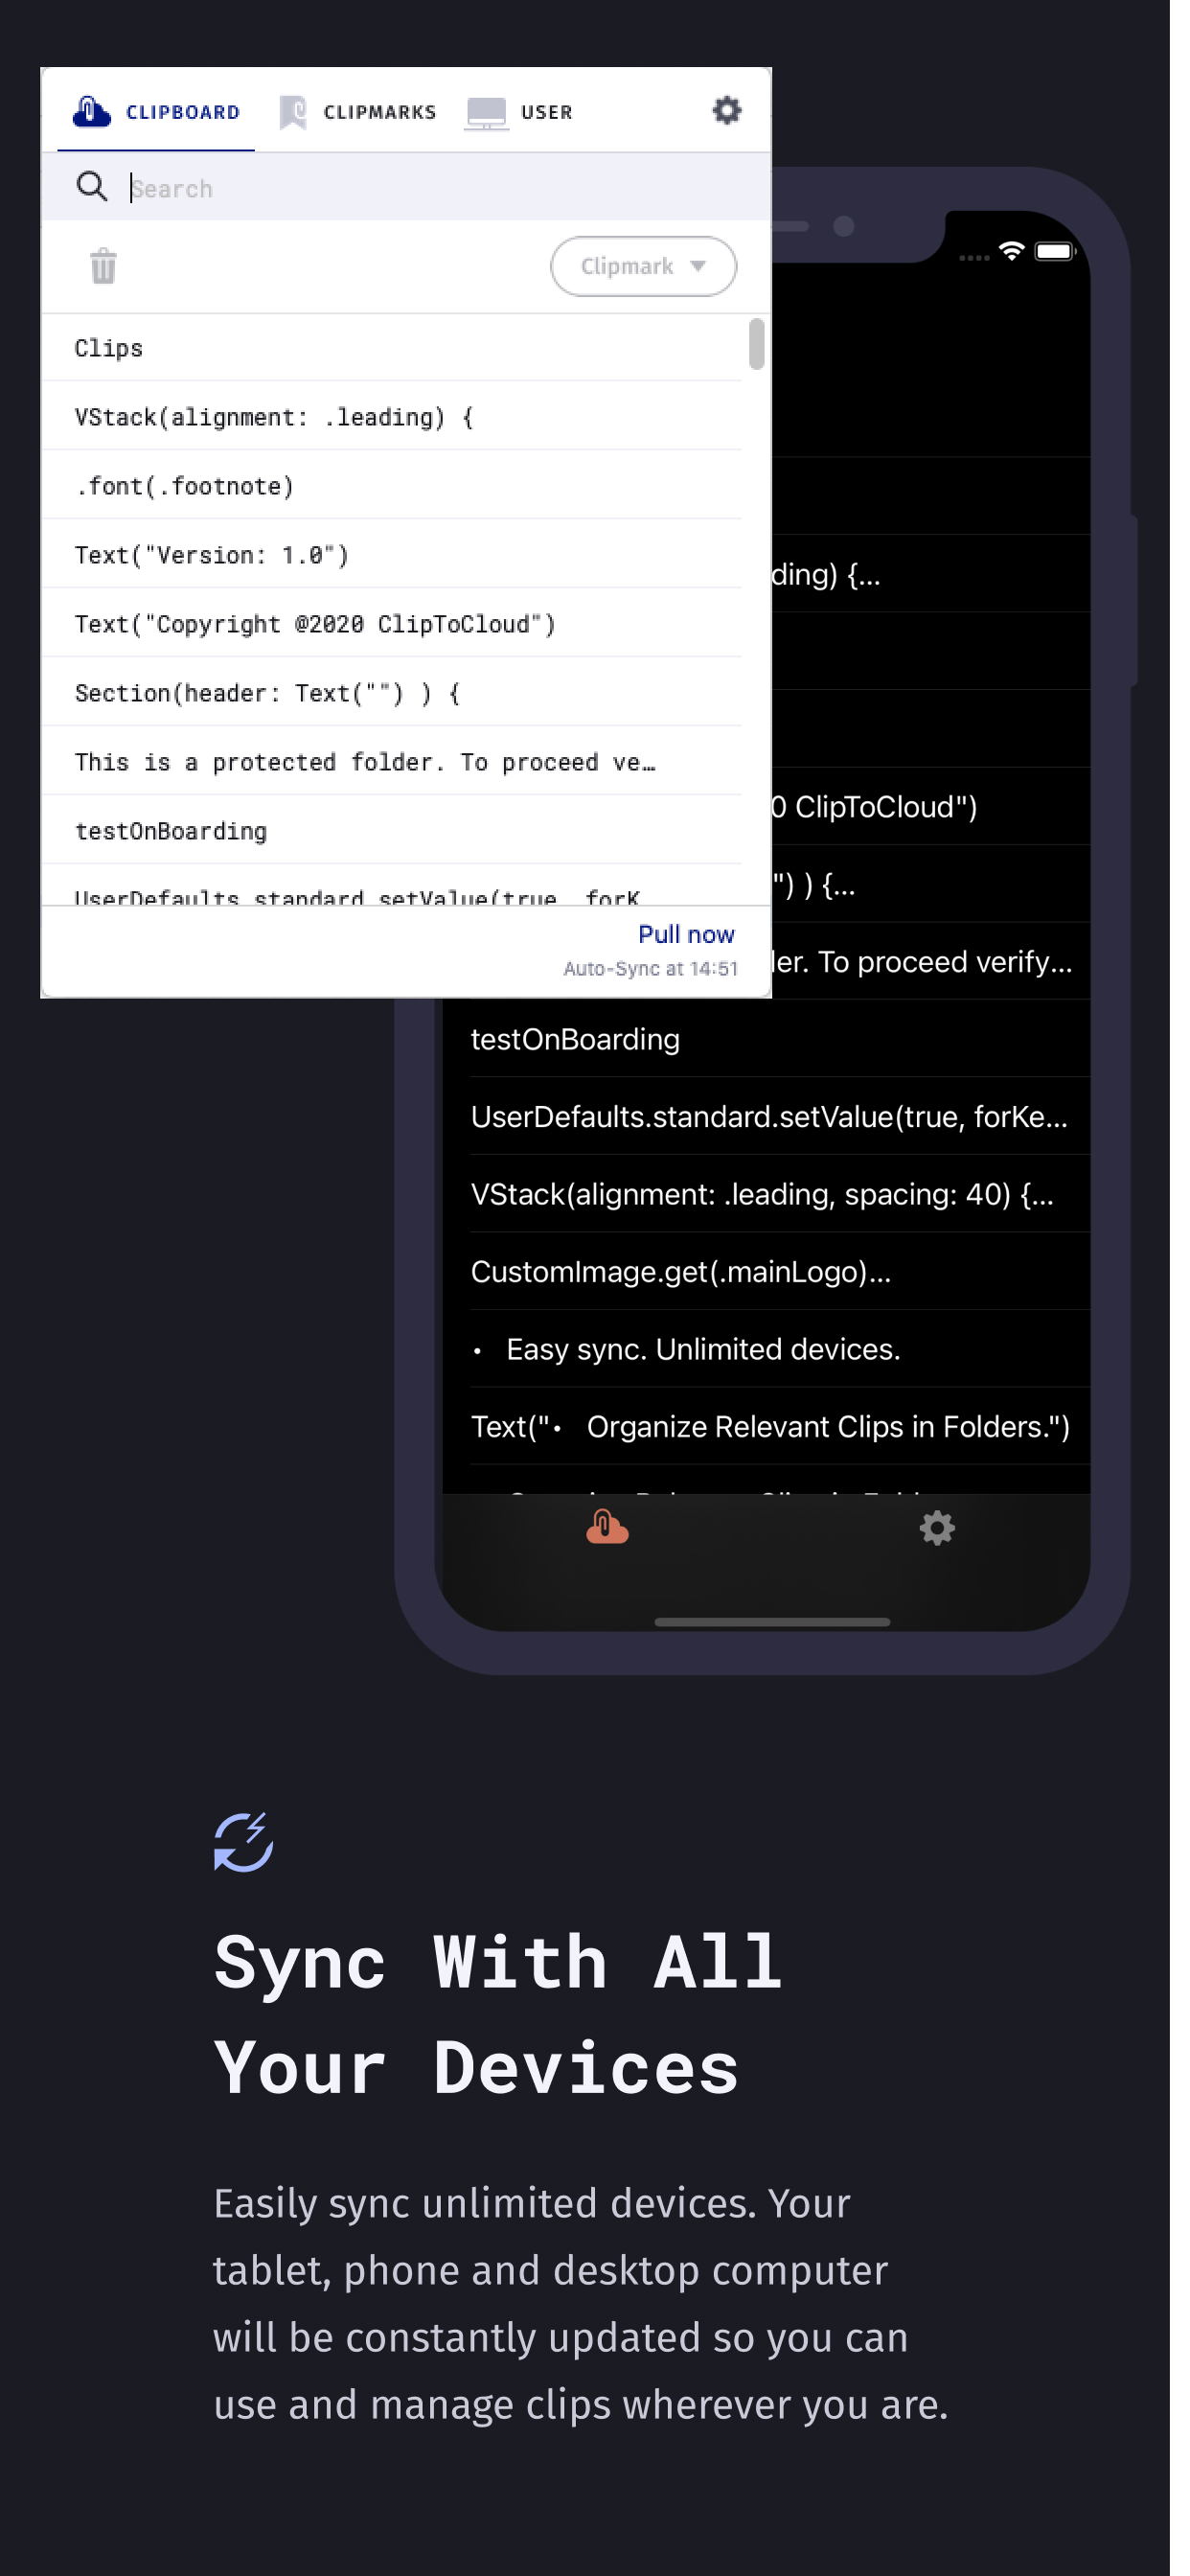 CLIPBOARD CLIPMARKS USER
Search
Clipmark
Clips
VStack(alignment: .leading) {
.font(.footnote)
Text("Version: 1.0")
Text("Copyright @2020 ClipToCloud")
Section(header: Text("") ) {
This is a protected folder. To proceed ve…
testOnBoarding
UserDefaults.standard.setValue(true, forK
Pull now
Auto-Sync at 14:51
ding) {...
0 ClipToCloud")
") ) {...
ler. To proceed verify...
testOnBoarding
UserDefaults.standard.setValue(true, forKe...
VStack(alignment: .leading, spacing: 40) {...
CustomImage.get(.mainLogo)...
• Easy sync. Unlimited devices.
Text("• Organize Relevant Clips in Folders.")
Sync With All
Your Devices
Easily sync unlimited devices. Your
tablet, phone and desktop computer
will be constantly updated so you can
use and manage clips wherever you are.